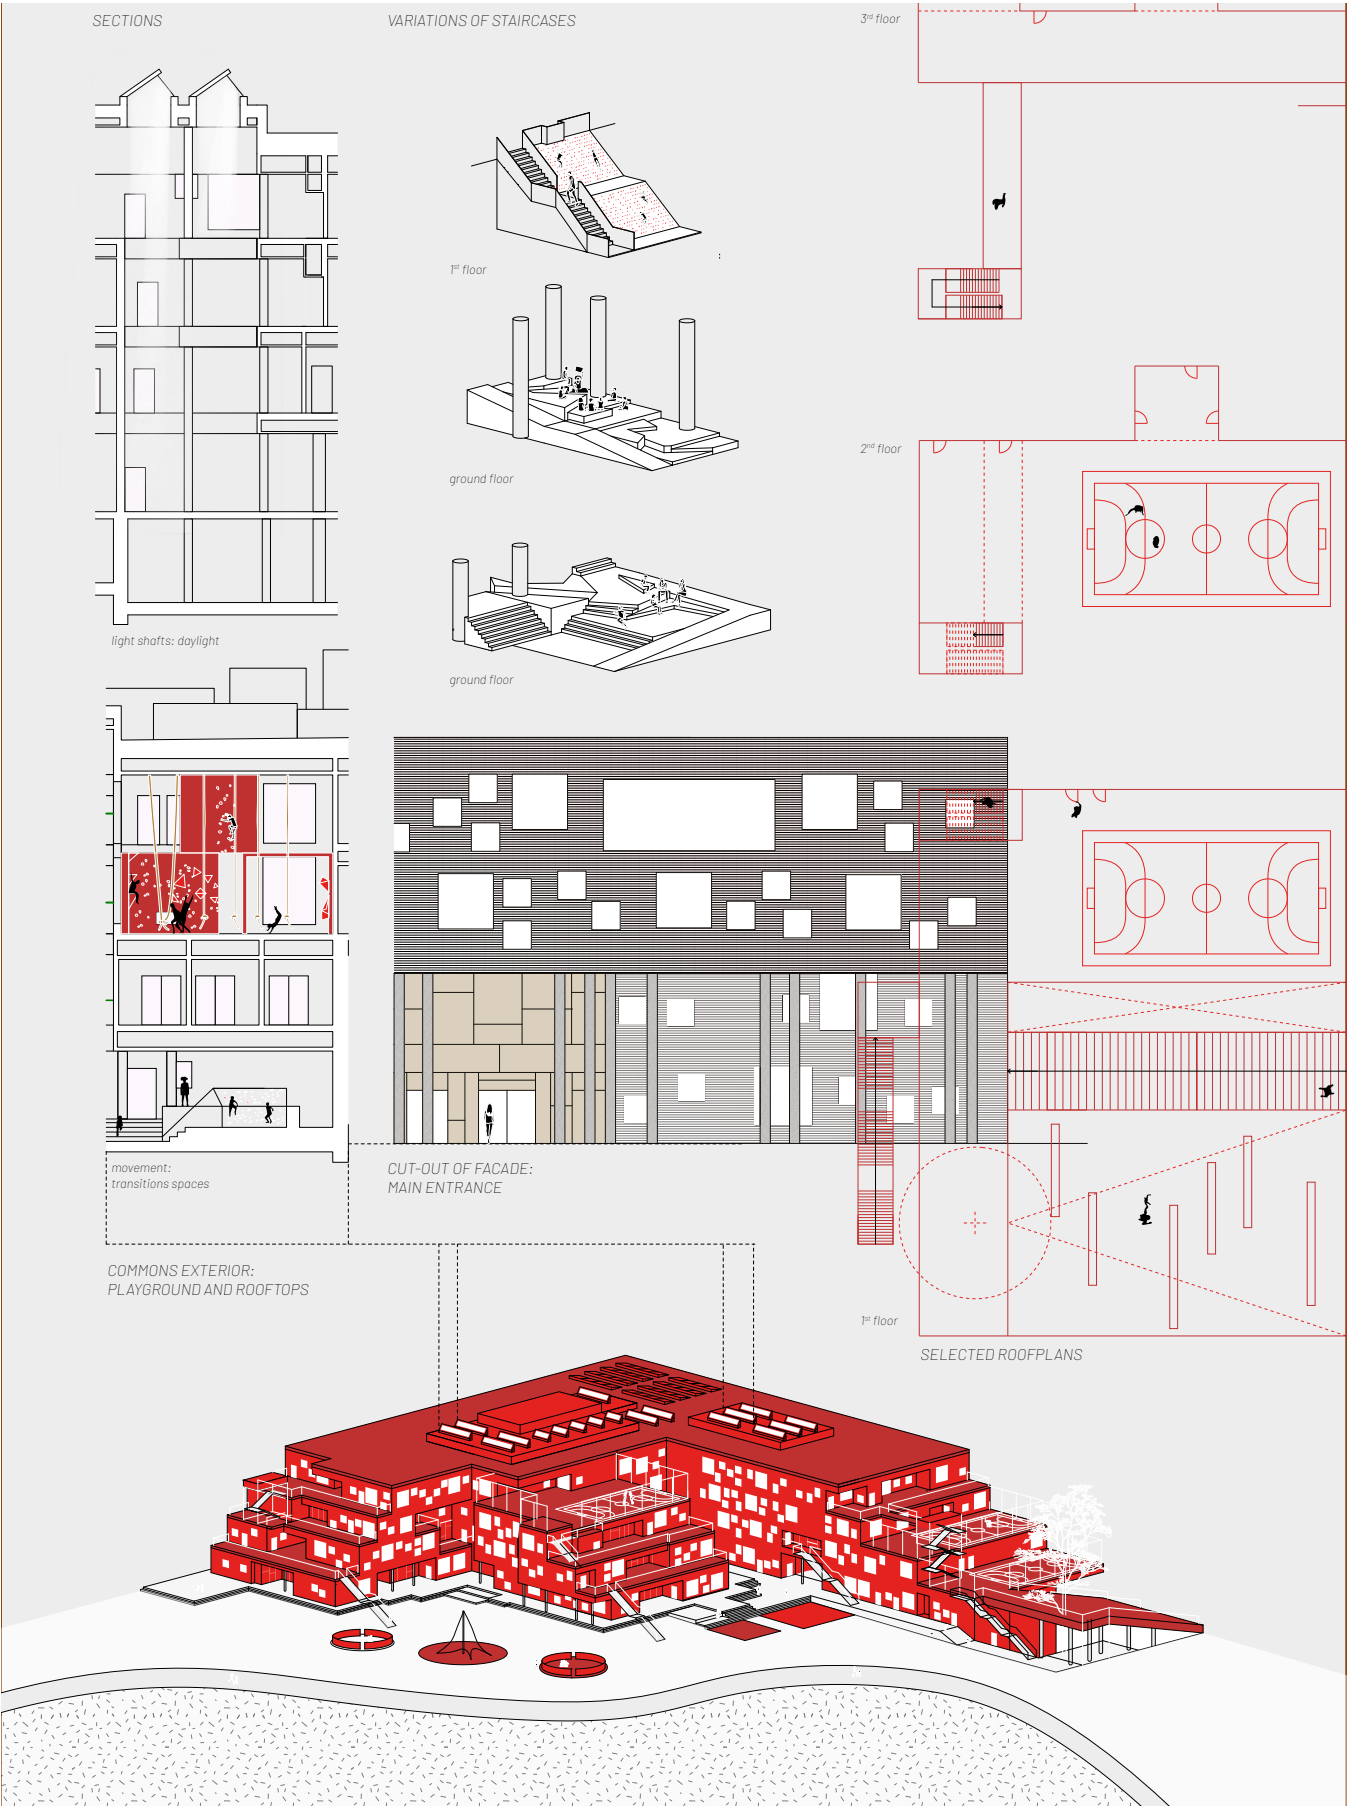 SECTIONS
VARIATIONS OF STAIRCASES
3rd floor
1st floor
ground floor
2nd floor
ground floor
light shafts: daylight
movement:
transitions spaces
CUT-OUT OF FACADE:
MAIN ENTRANCE
COMMONS EXTERIOR:
PLAYGROUND AND ROOFTOPS
1st floor
SELECTED ROOFPLANS